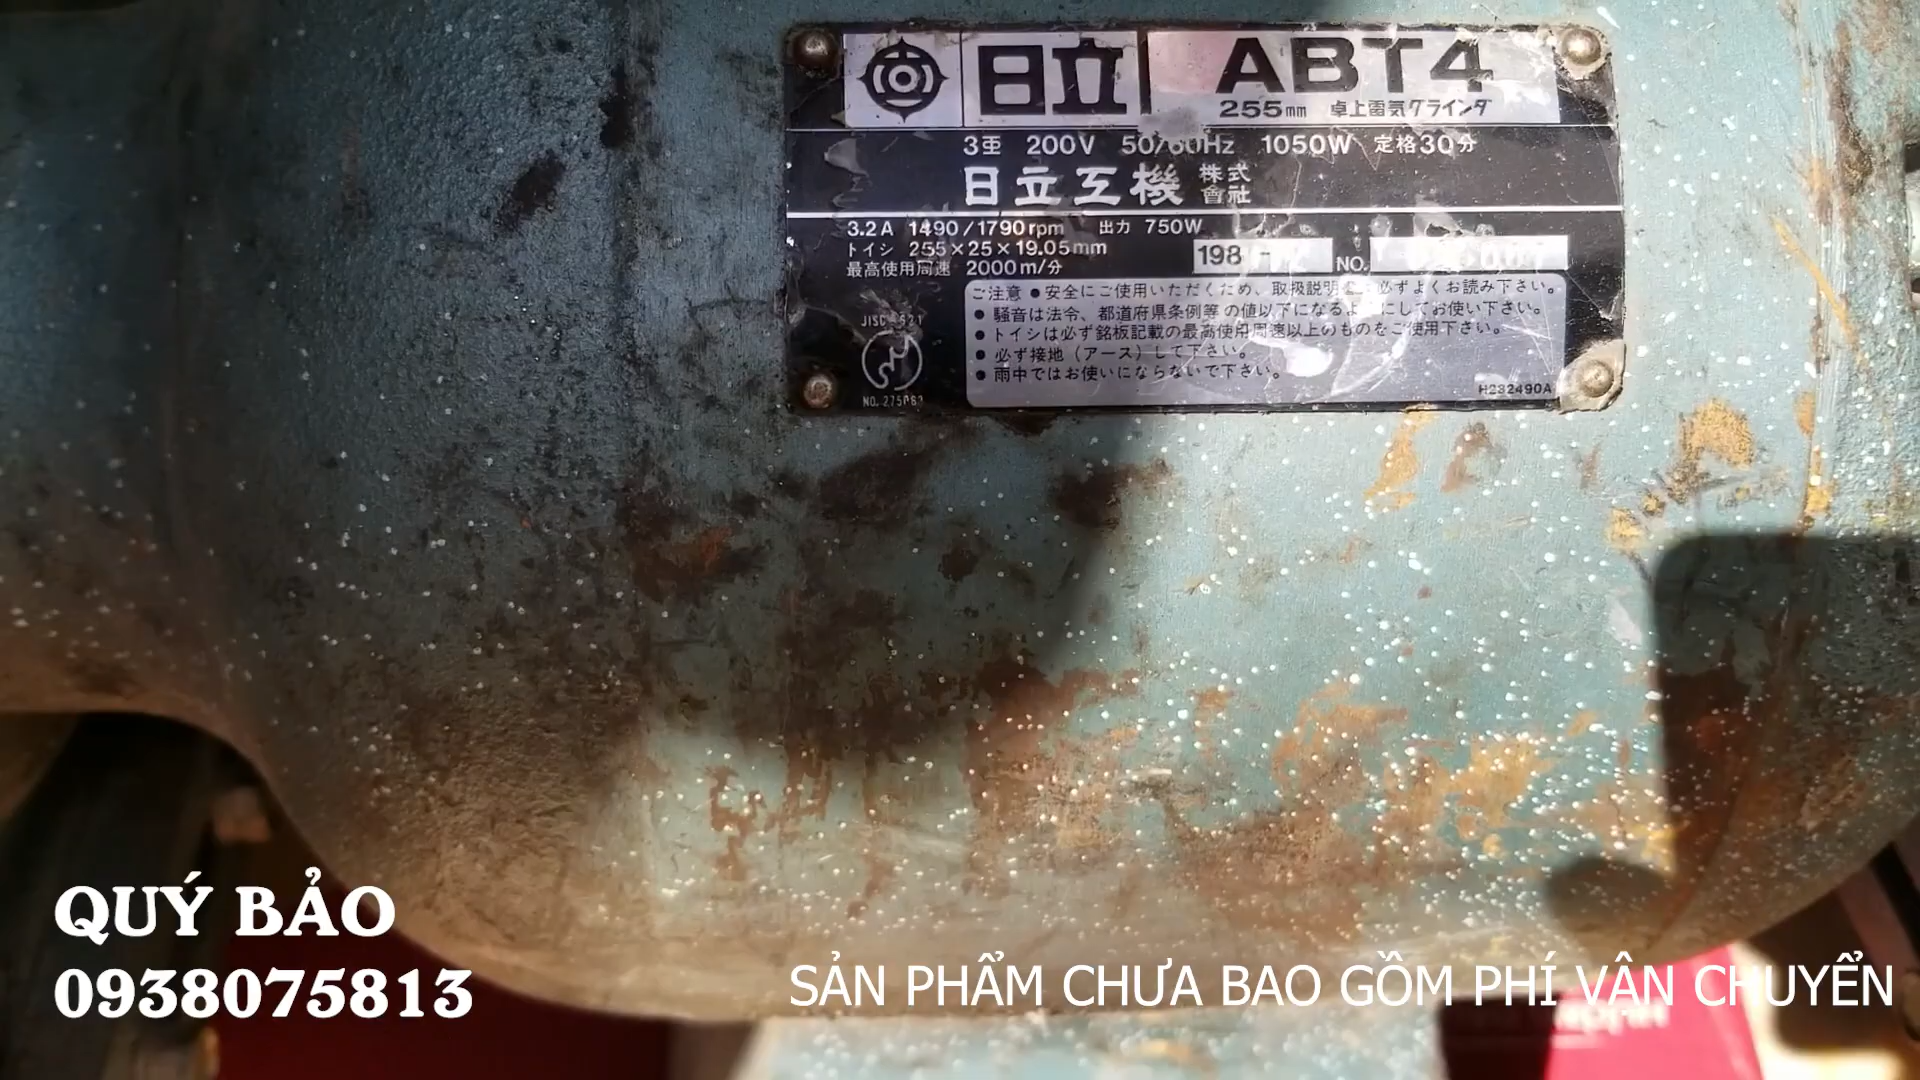 日立 ABT4
255mm 卓上電気グラインダ
3亜 200V 50/60Hz 1050W 定格30分
日立工機 株式會社
3.2A 1490/1790rpm 出力 750W
トイシ 255×25×19.05mm
最高使用周速 2000m/分
198 NO.
ご注意 ●安全にご使用いただくため、取扱説明 必ずよくお読み下さい。
●騒音は法令、都道府県条例等の値以下になるよ にしてお使い下さい。
●トイシは必ず銘板記載の最高使用周速以上のものをご使用下さい。
●必ず接地(アース)して下さい。
●雨中ではお使いにならないで下さい。
H232490A
QUÝ BẢO
0938075813
SẢN PHẨM CHƯA BAO GỒM PHÍ VÂN CHUYỂN